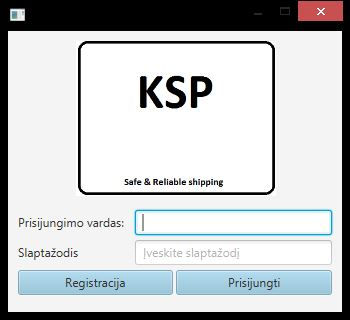 KSP
Safe & Reliable shipping
Prisijungimo vardas:
Slaptažodis
Įveskite slaptažodį
Registracija
Prisijungti